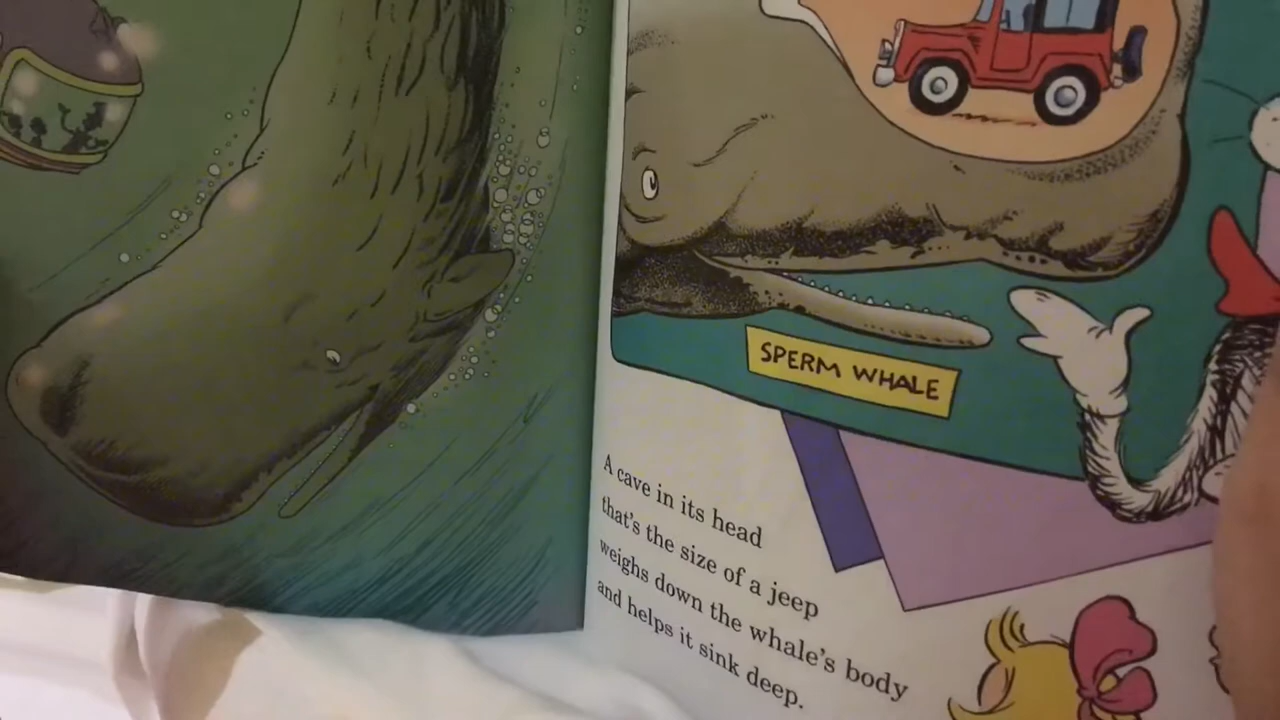 SPERM WHALE
A cave in its head
that's the size of a jeep
weighs down the whale's body
and helps it sink deep.